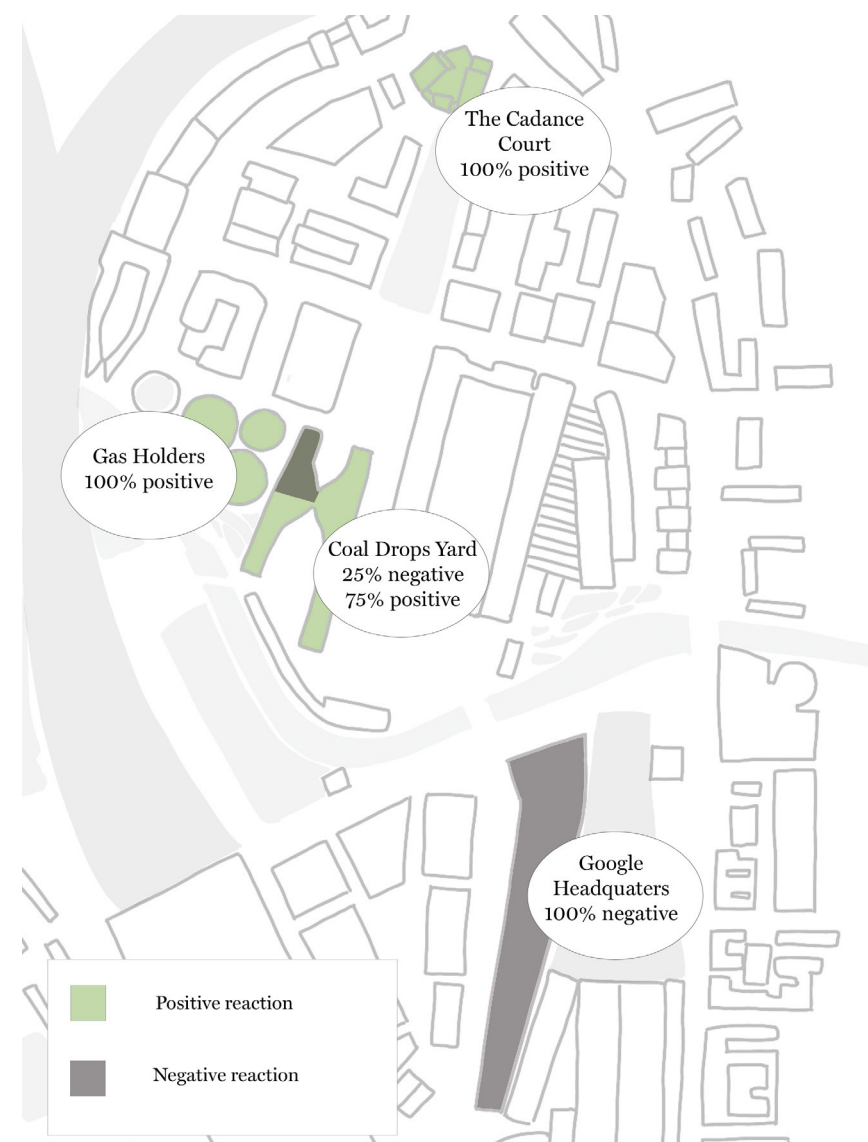 The Cadance
Court
100% positive
Gas Holders
100% positive
Coal Drops Yard
25% negative
75% positive
Google
Headquaters
100% negative
Positive reaction
Negative reaction